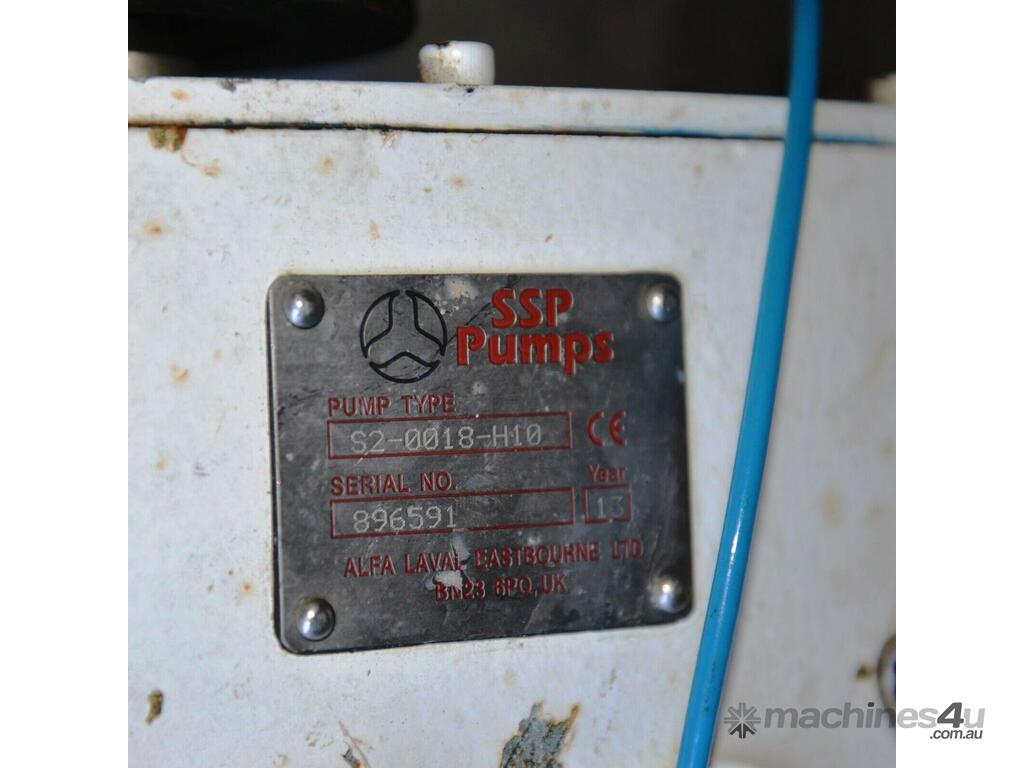 SSP
Pumps
PUMP TYPE
S2-0018-H10 CE
SERIAL NO. Year
896591 13
ALFA LAVAL EASTBOURNE LTD
BN23 6PQ, UK
machines4u
.com.au